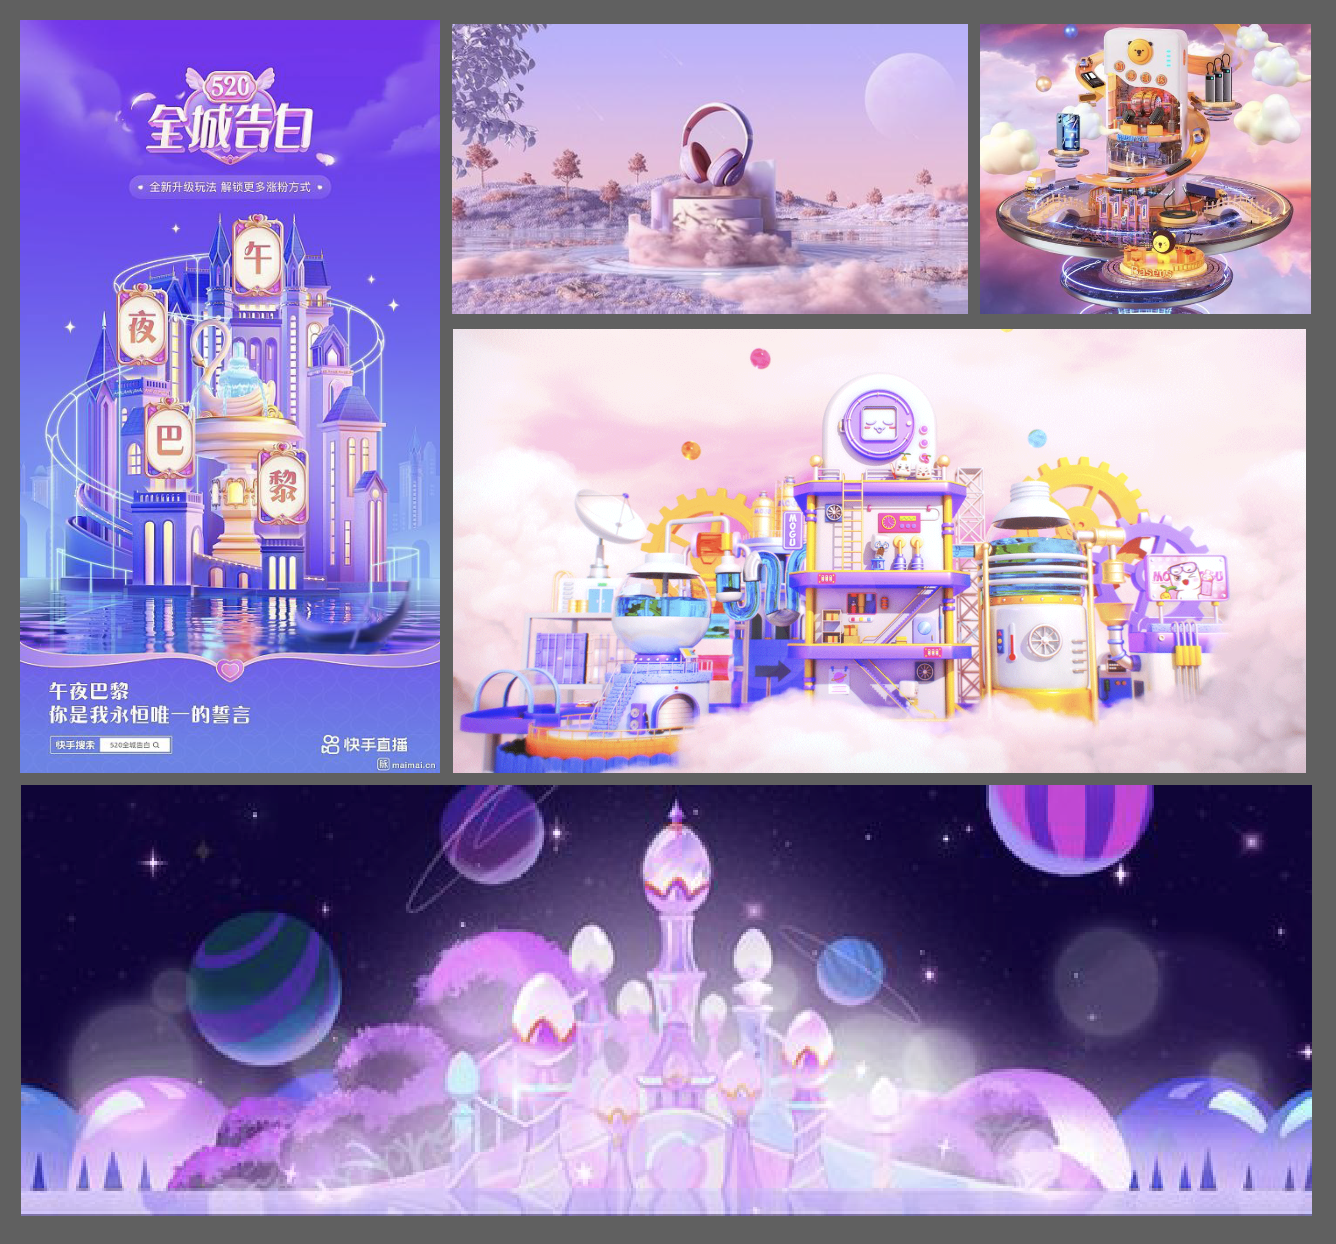 520
全城告白
全新升级玩法 解锁更多涨粉方式
午
夜
巴
黎
午夜巴黎
你是我永恒唯一的誓言
快手搜索 520全城告白
快手直播
脉 maimai.cn
Baseus
MOGU